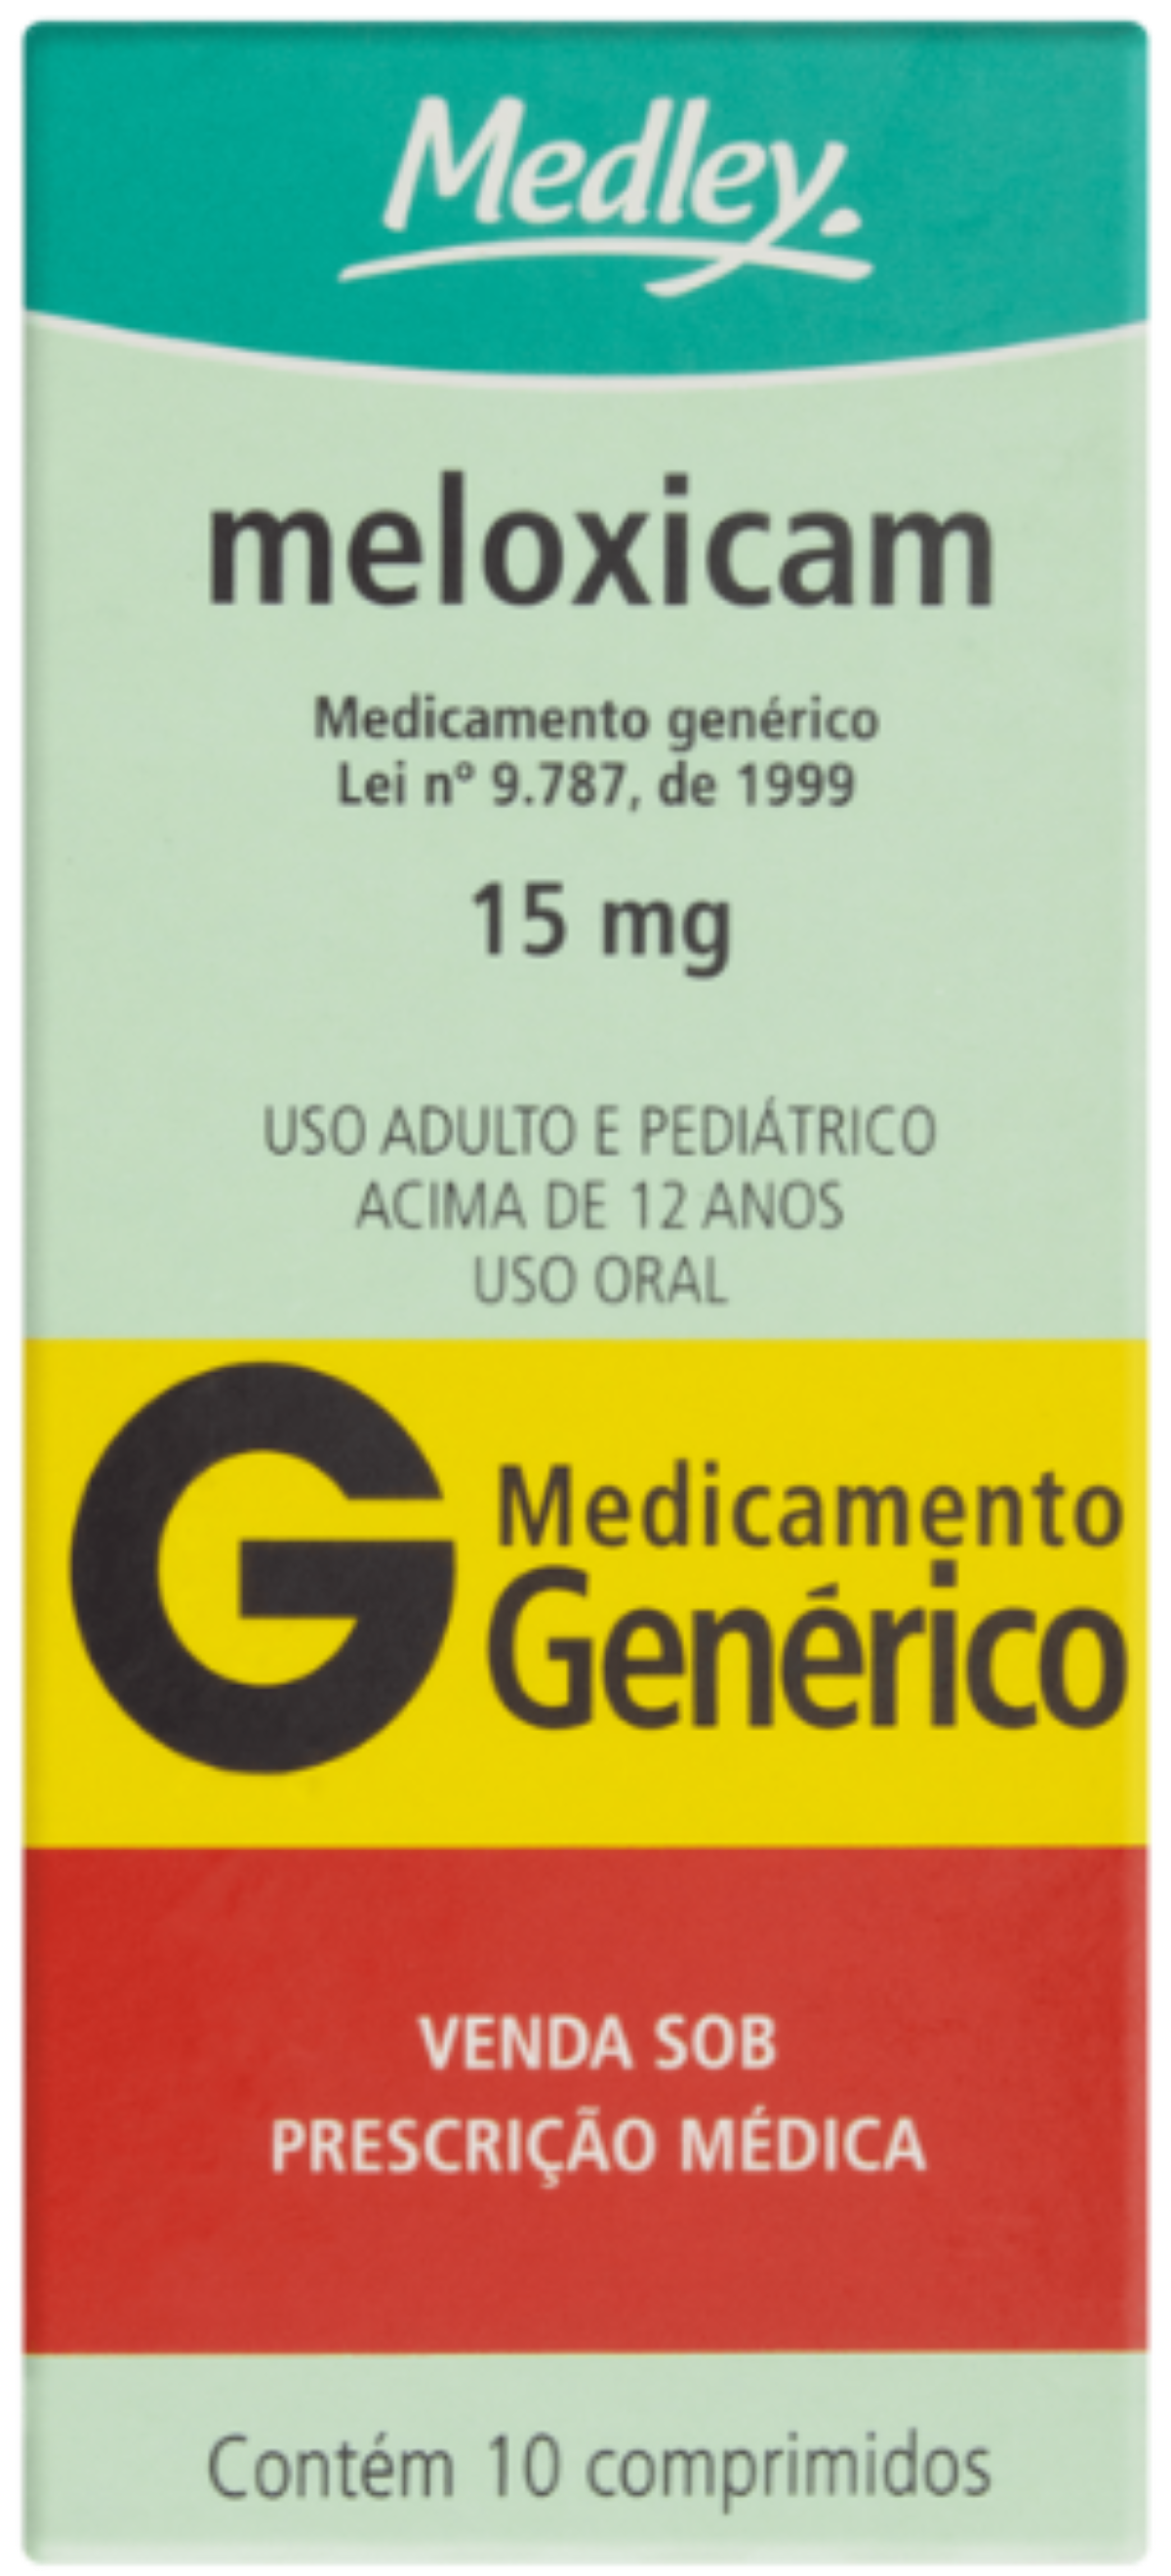 Medley.
meloxicam
Medicamento genérico
Lei nº 9.787, de 1999
15 mg
USO ADULTO E PEDIÁTRICO
ACIMA DE 12 ANOS
USO ORAL
G
Medicamento
Genérico
VENDA SOB
PRESCRIÇÃO MÉDICA
Contém 10 comprimidos